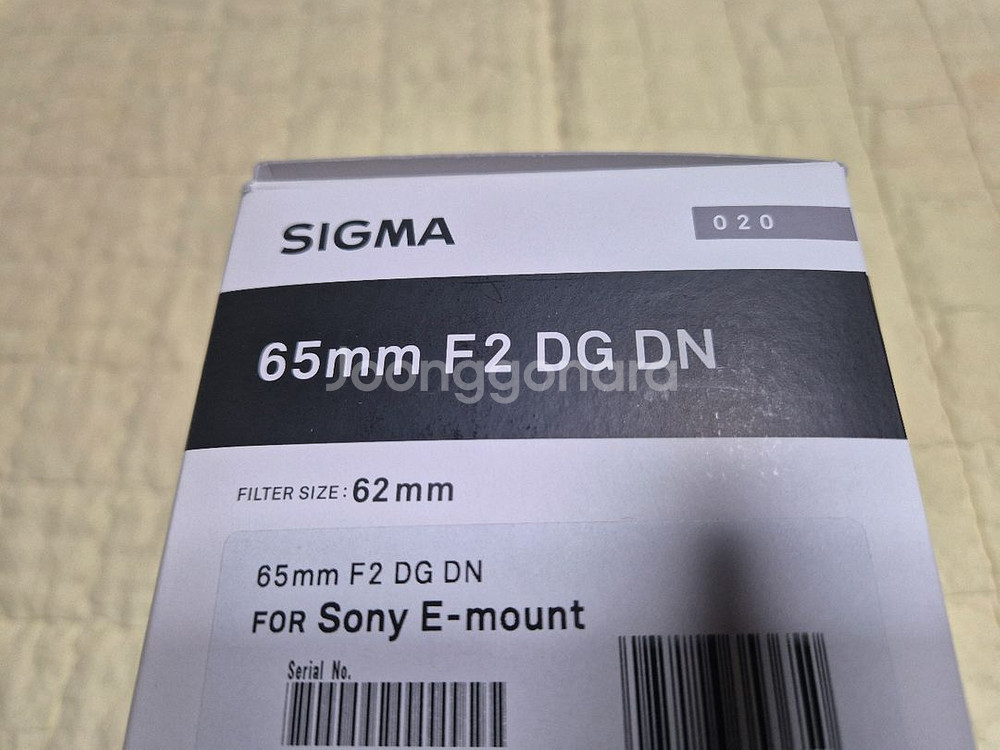 SIGMA
020
65mm F2 DG DN
Joonggonara
FILTER SIZE: 62mm
65mm F2 DG DN
FOR Sony E-mount
Serial No.